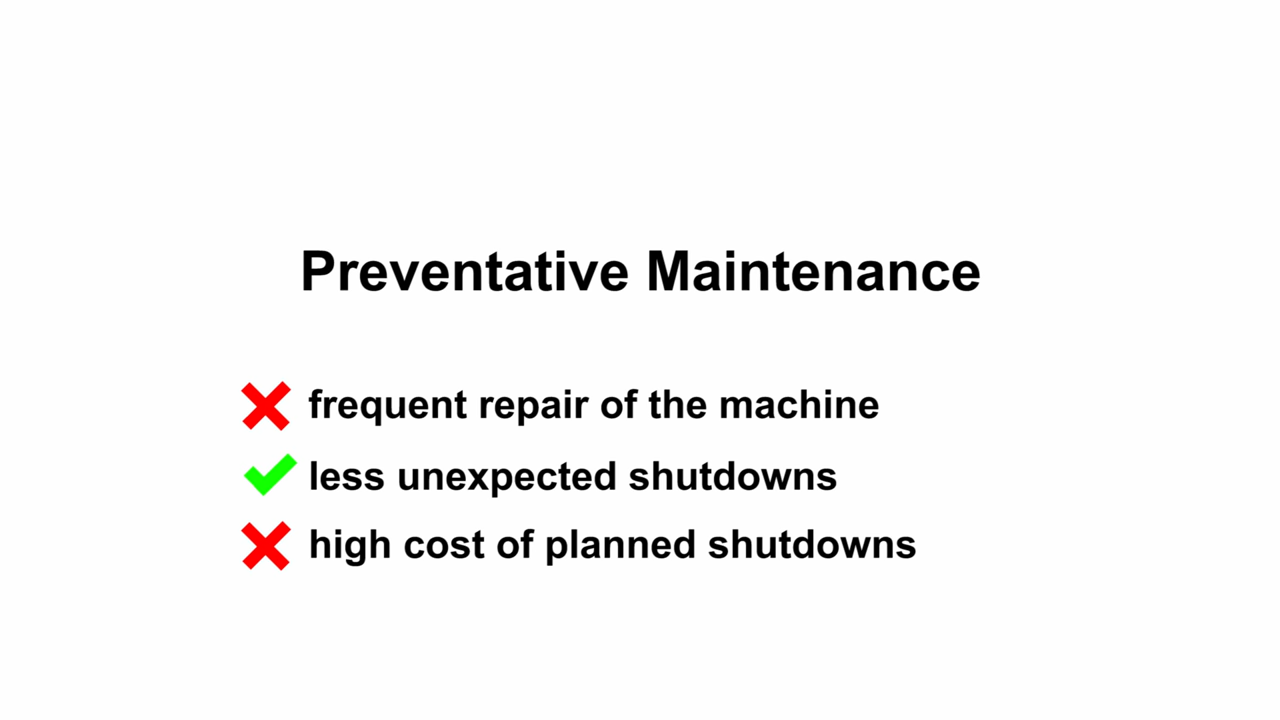 Preventative Maintenance
frequent repair of the machine
less unexpected shutdowns
high cost of planned shutdowns